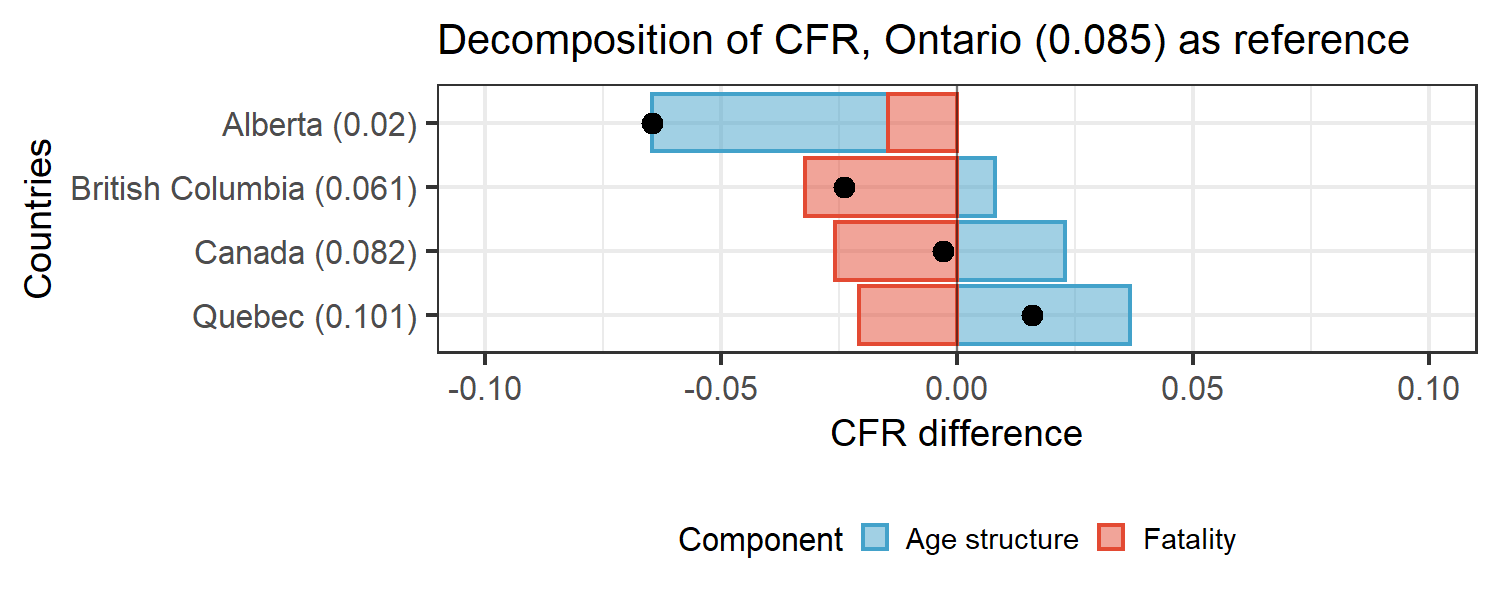 Decomposition of CFR, Ontario (0.085) as reference
Countries
Alberta (0.02)
British Columbia (0.061)
Canada (0.082)
Quebec (0.101)
-0.10 -0.05 0.00 0.05 0.10
CFR difference
Component Age structure Fatality